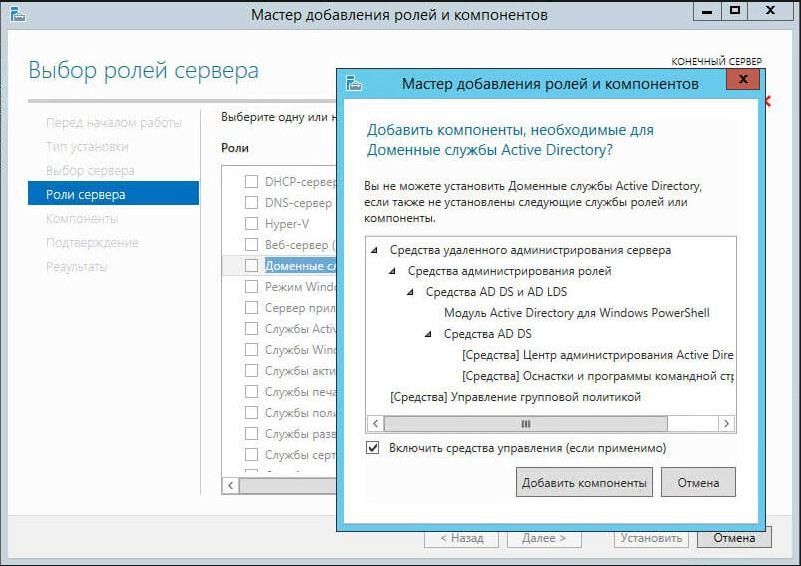 Мастер добавления ролей и компонентов
Выбор ролей сервера
КОНЕЧНЫЙ СЕРВЕР
Перед началом работы
Тип установки
Выбор сервера
Роли сервера
Компоненты
Подтверждение
Результаты
Выберите одну или
Роли
DHCP-сервер
DNS-сервер
Hyper-V
Веб-сервер (
Доменные сл
Режим Windo
Сервер прил
Службы Activ
Службы Wind
Службы акти
Службы печа
Службы поли
Службы разв
Службы серт
Мастер добавления ролей и компонентов
Добавить компоненты, необходимые для
Доменные службы Active Directory?
Вы не можете установить Доменные службы Active Directory,
если также не установлены следующие службы ролей или
компоненты.
Средства удаленного администрирования сервера
Средства администрирования ролей
Средства AD DS и AD LDS
Модуль Active Directory для Windows PowerShell
Средства AD DS
[Средства] Центр администрирования Active Dire
[Средства] Оснастки и программы командной стр
[Средства] Управление групповой политикой
Включить средства управления (если применимо)
Добавить компоненты Отмена
< Назад Далее > Установить Отмена